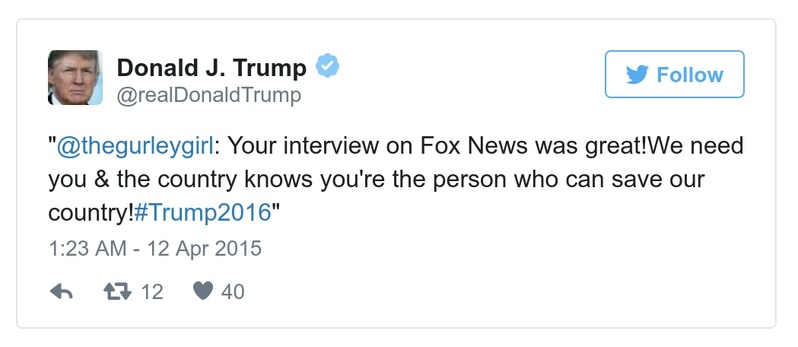 Donald J. Trump
@realDonaldTrump
Follow
"@thegurleygirl: Your interview on Fox News was great!We need
you & the country knows you're the person who can save our
country!#Trump2016"
1:23 AM - 12 Apr 2015
12 40